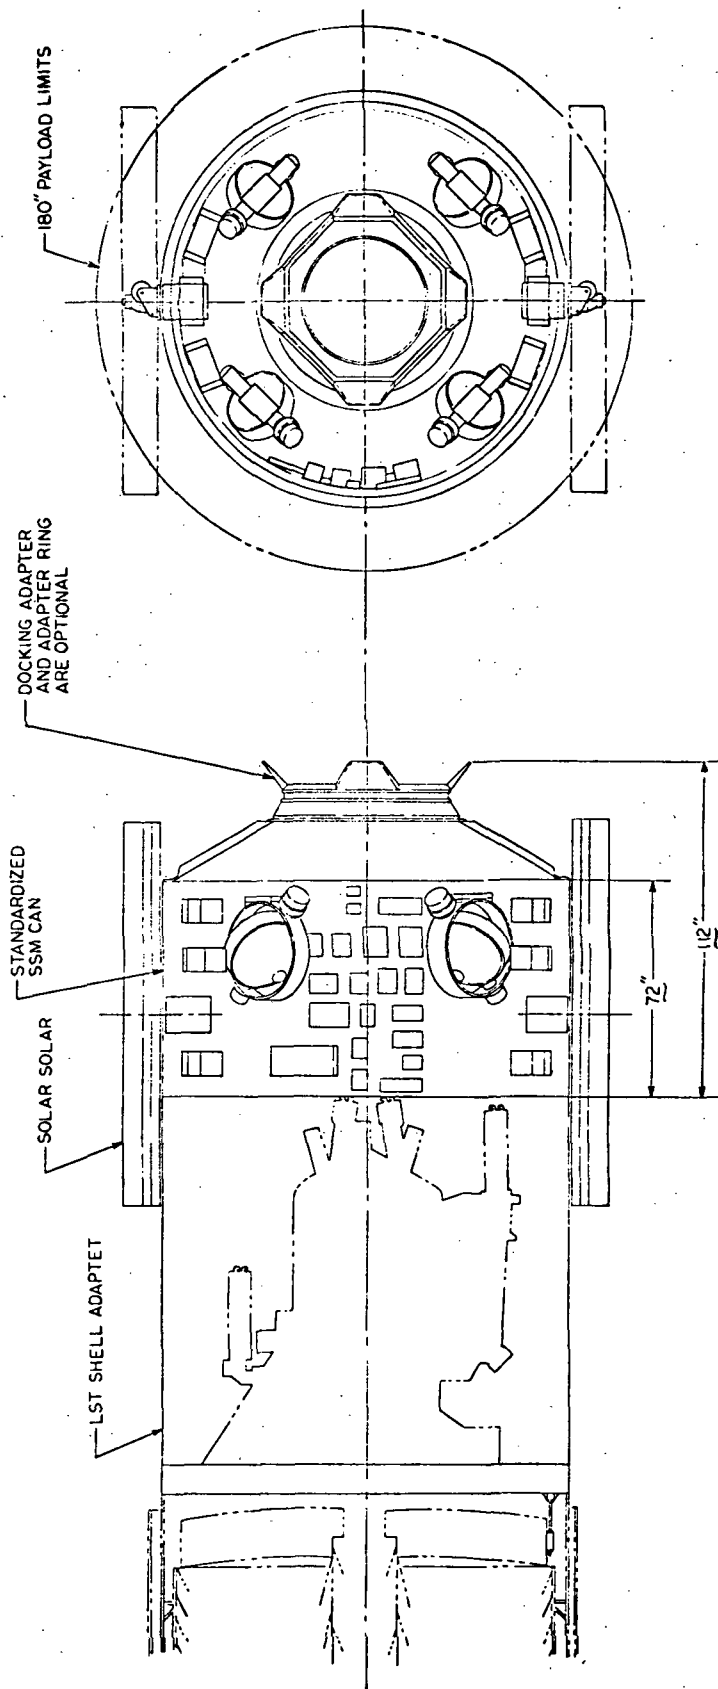 180" PAYLOAD LIMITS
DOCKING ADAPTER
AND ADAPTER RING
ARE OPTIONAL
STANDARDIZED
SSM CAN
SOLAR SOLAR
LST SHELL ADAPTET
72"
112"